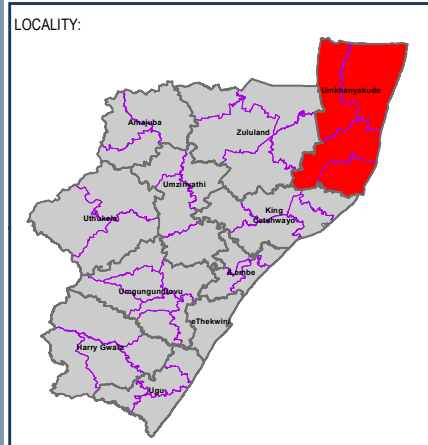 LOCALITY:
Umkhanyakude
Amajuba
Zululand
Umzinyathi
King
Cetshwayo
Uthukela
iLembe
Umgungundlovu
eThekwini
Harry Gwala
Ugu